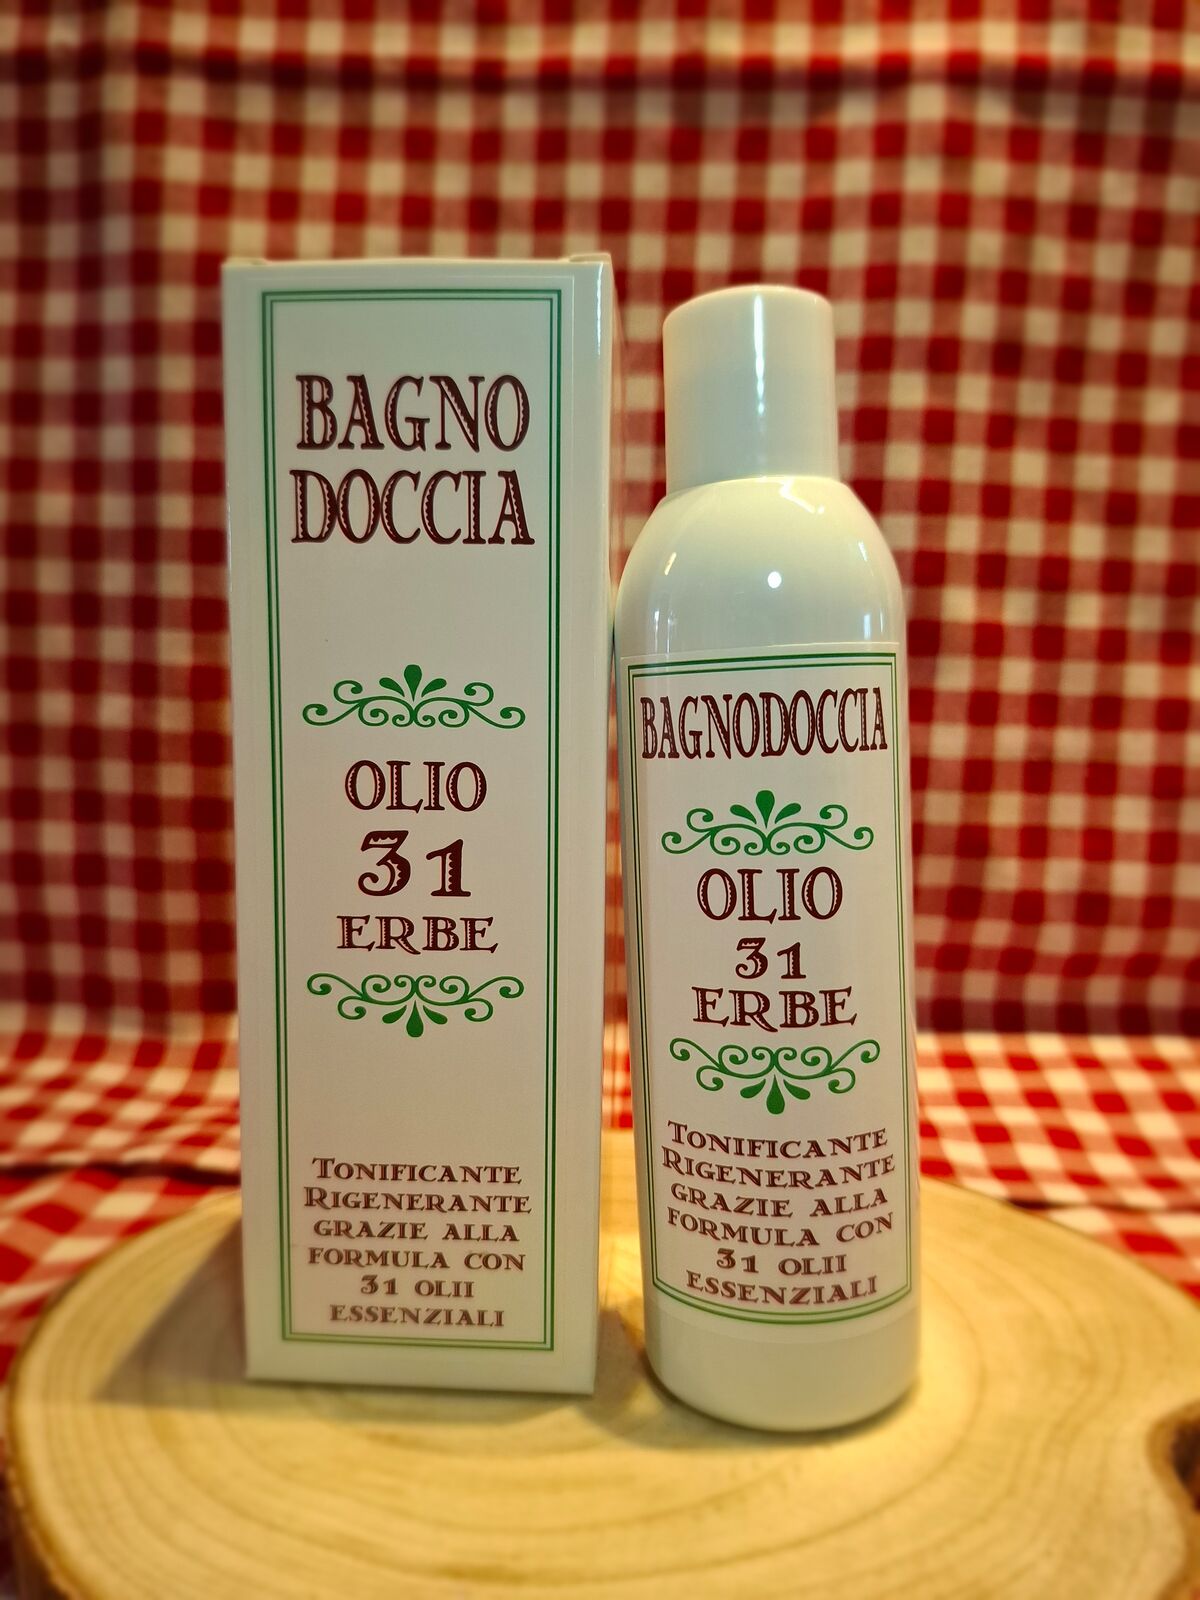 BAGNO
DOCCIA
OLIO
31
ERBE
TONIFICANTE
RIGENERANTE
GRAZIE ALLA
FORMULA CON
31 OLII
ESSENZIALI
BAGNODOCCIA
OLIO
31
ERBE
TONIFICANTE
RIGENERANTE
GRAZIE ALLA
FORMULA CON
31 OLII
ESSENZIALI